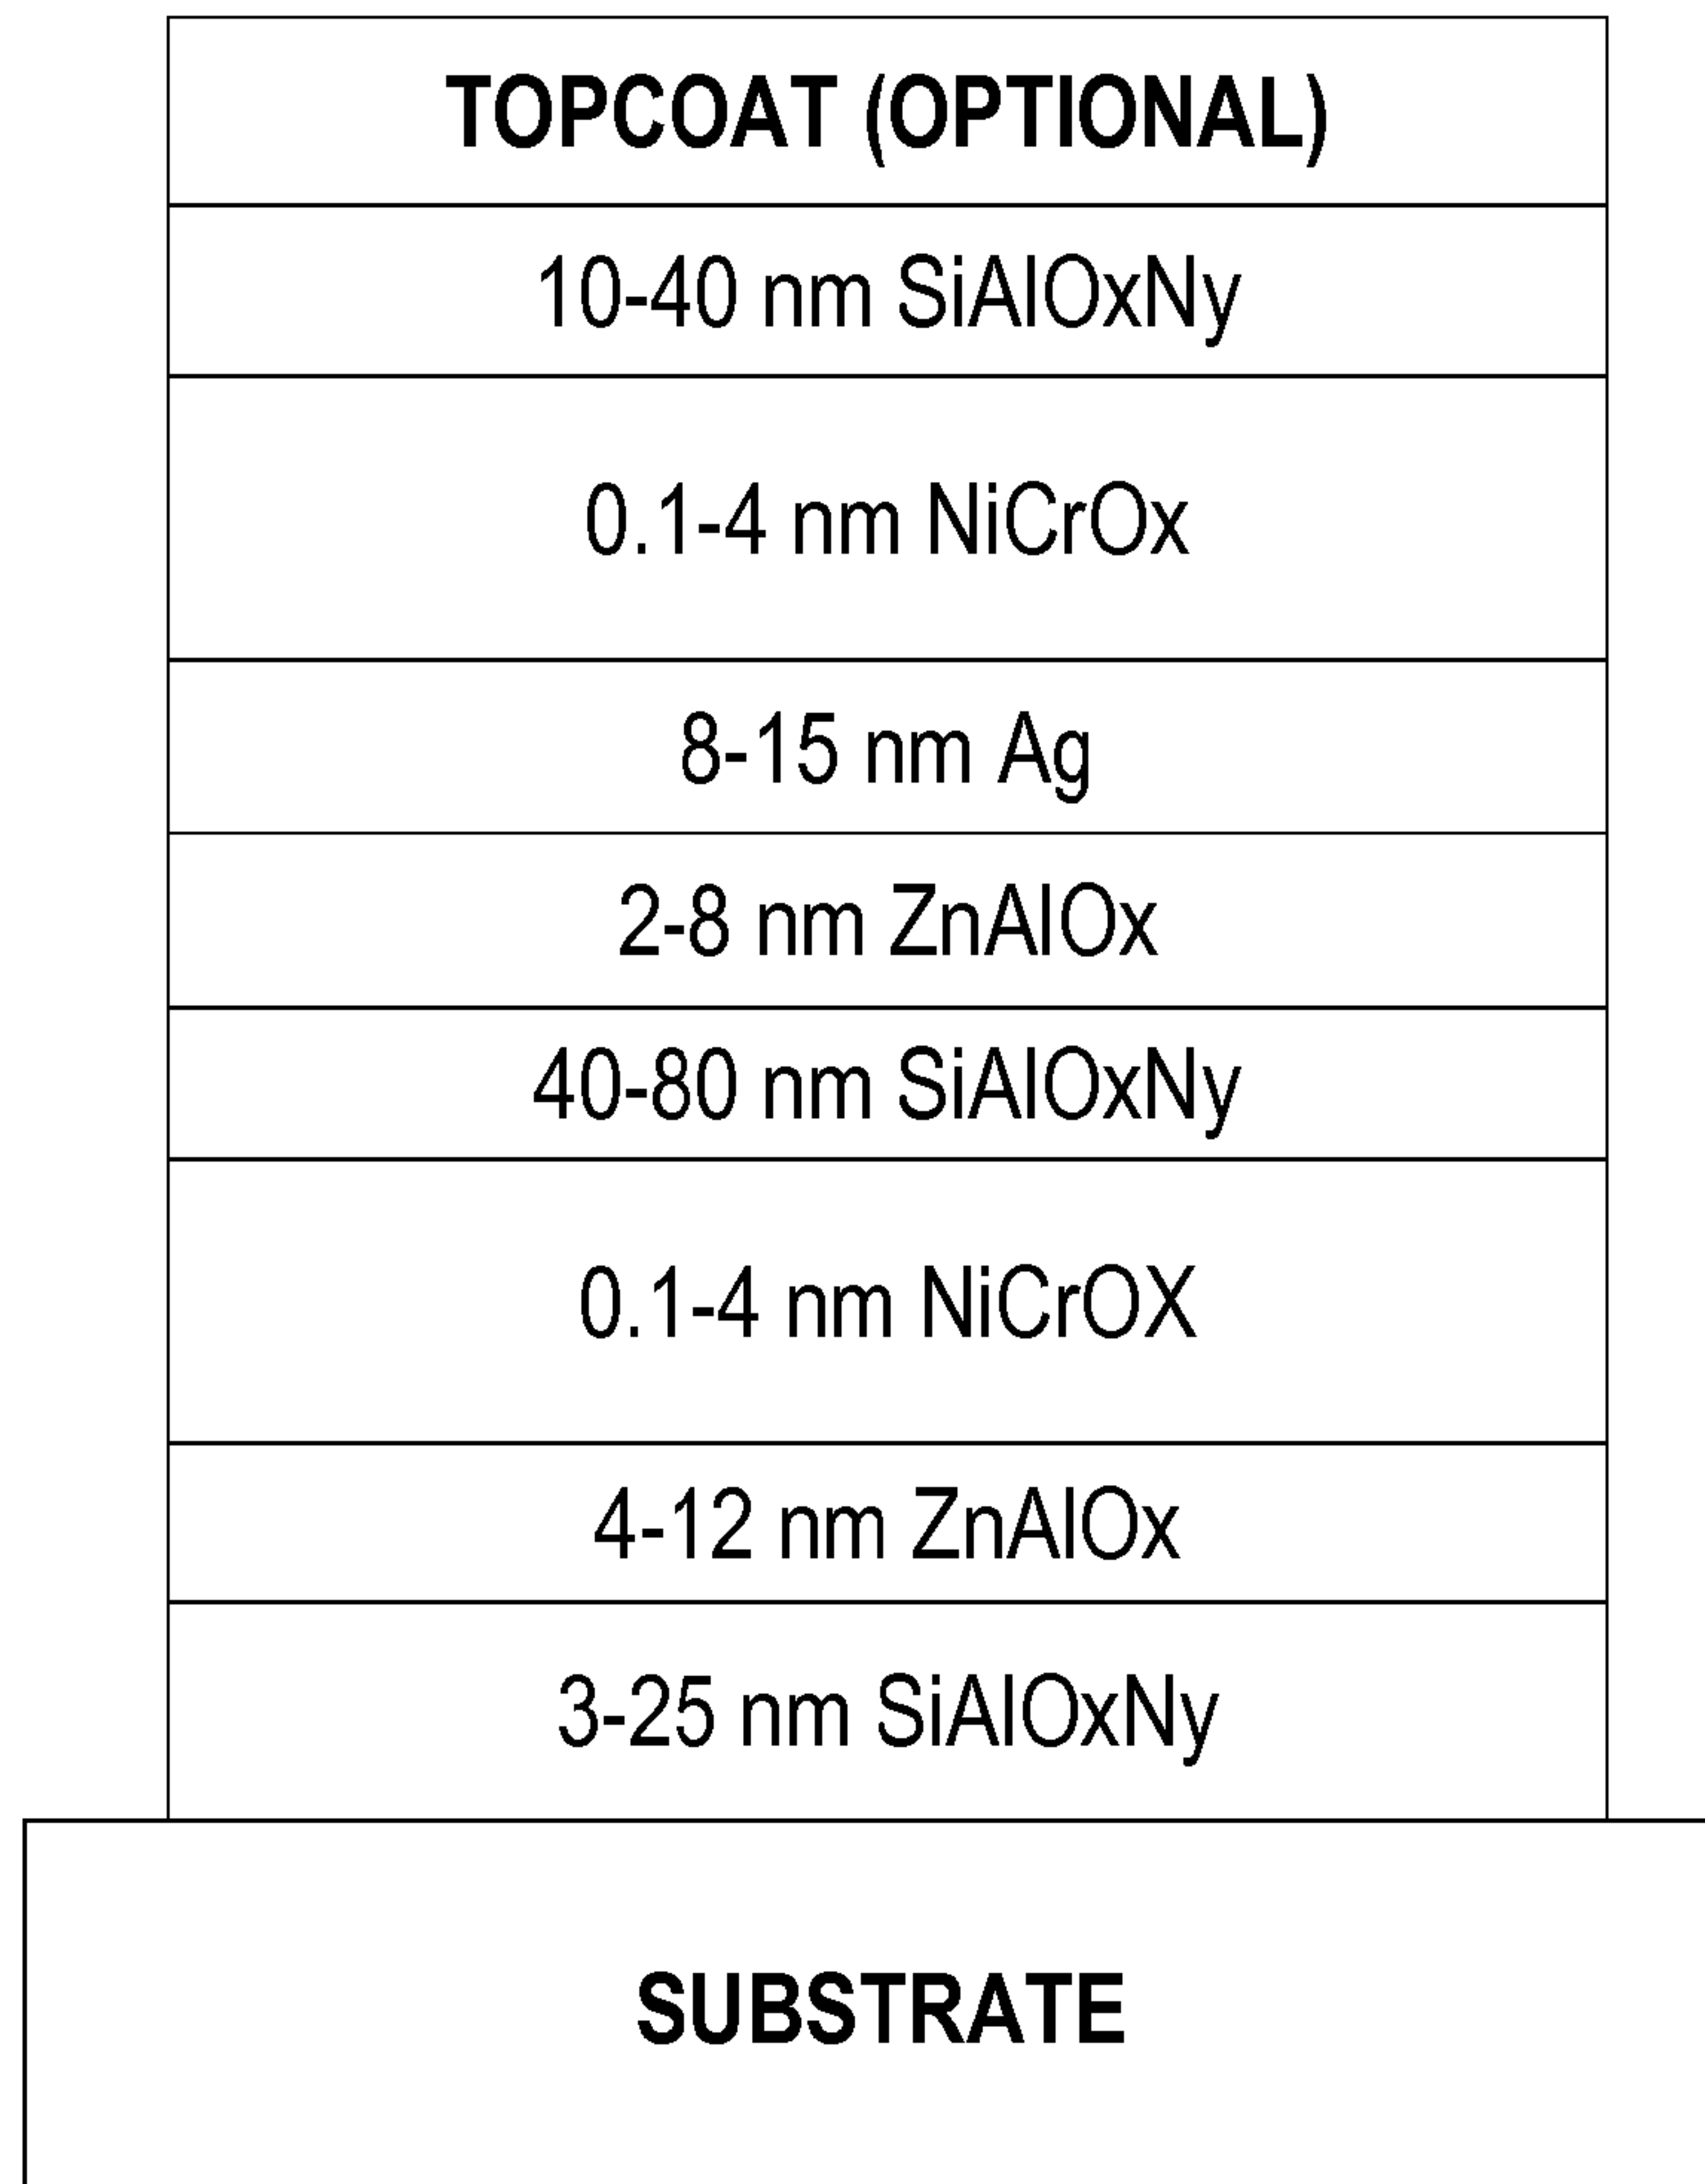 TOPCOAT (OPTIONAL)
10-40 nm SiAlOxNy
0.1-4 nm NiCrOx
8-15 nm Ag
2-8 nm ZnAlOx
40-80 nm SiAlOxNy
0.1-4 nm NiCrOX
4-12 nm ZnAlOx
3-25 nm SiAlOxNy
SUBSTRATE